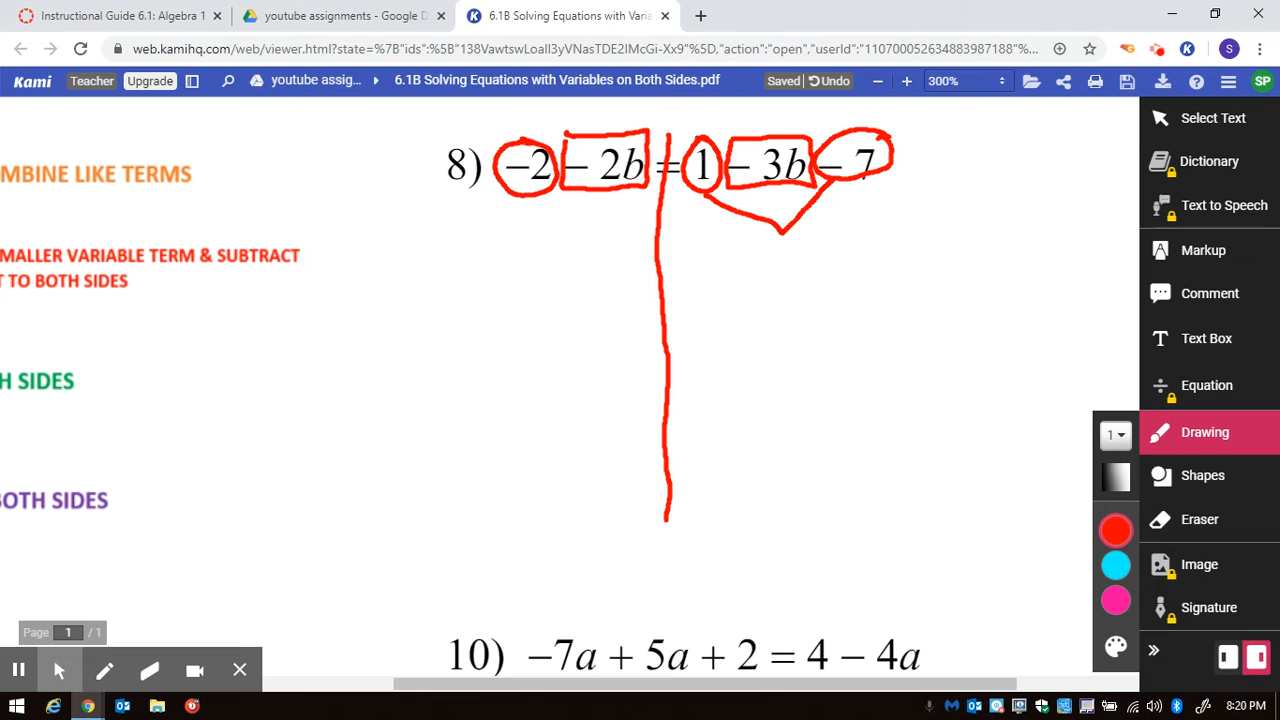 Instructional Guide 6.1: Algebra 1
youtube assignments - Google D
6.1B Solving Equations with Varia
web.kamihq.com/web/viewer.html?state=%7B"ids":%5B"138VawtswLoaII3yVNasTDE2IMcGi-Xx9"%5D,"action":"open","userId":"110700052634883987188"%...
S
Kami
Teacher
Upgrade
youtube assig...
6.1B Solving Equations with Variables on Both Sides.pdf
Saved
Undo
300%
SP
MBINE LIKE TERMS
MALLER VARIABLE TERM & SUBTRACT
T TO BOTH SIDES
H SIDES
BOTH SIDES
8) −2 − 2b = 1 − 3b − 7
10) −7a + 5a + 2 = 4 − 4a
Select Text
Dictionary
Text to Speech
Markup
Comment
Text Box
Equation
Drawing
Shapes
Eraser
Image
Signature
1
Page 1 / 1
8:20 PM